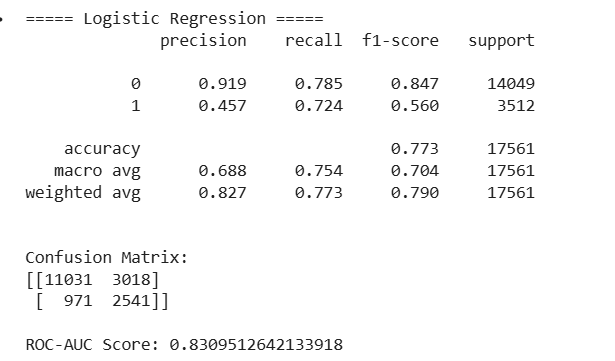 ===== Logistic Regression =====
              precision    recall  f1-score   support

           0      0.919     0.785     0.847     14049
           1      0.457     0.724     0.560      3512

    accuracy                          0.773     17561
   macro avg      0.688     0.754     0.704     17561
weighted avg      0.827     0.773     0.790     17561

Confusion Matrix:
[[11031  3018]
 [  971  2541]]

ROC-AUC Score: 0.8309512642133918